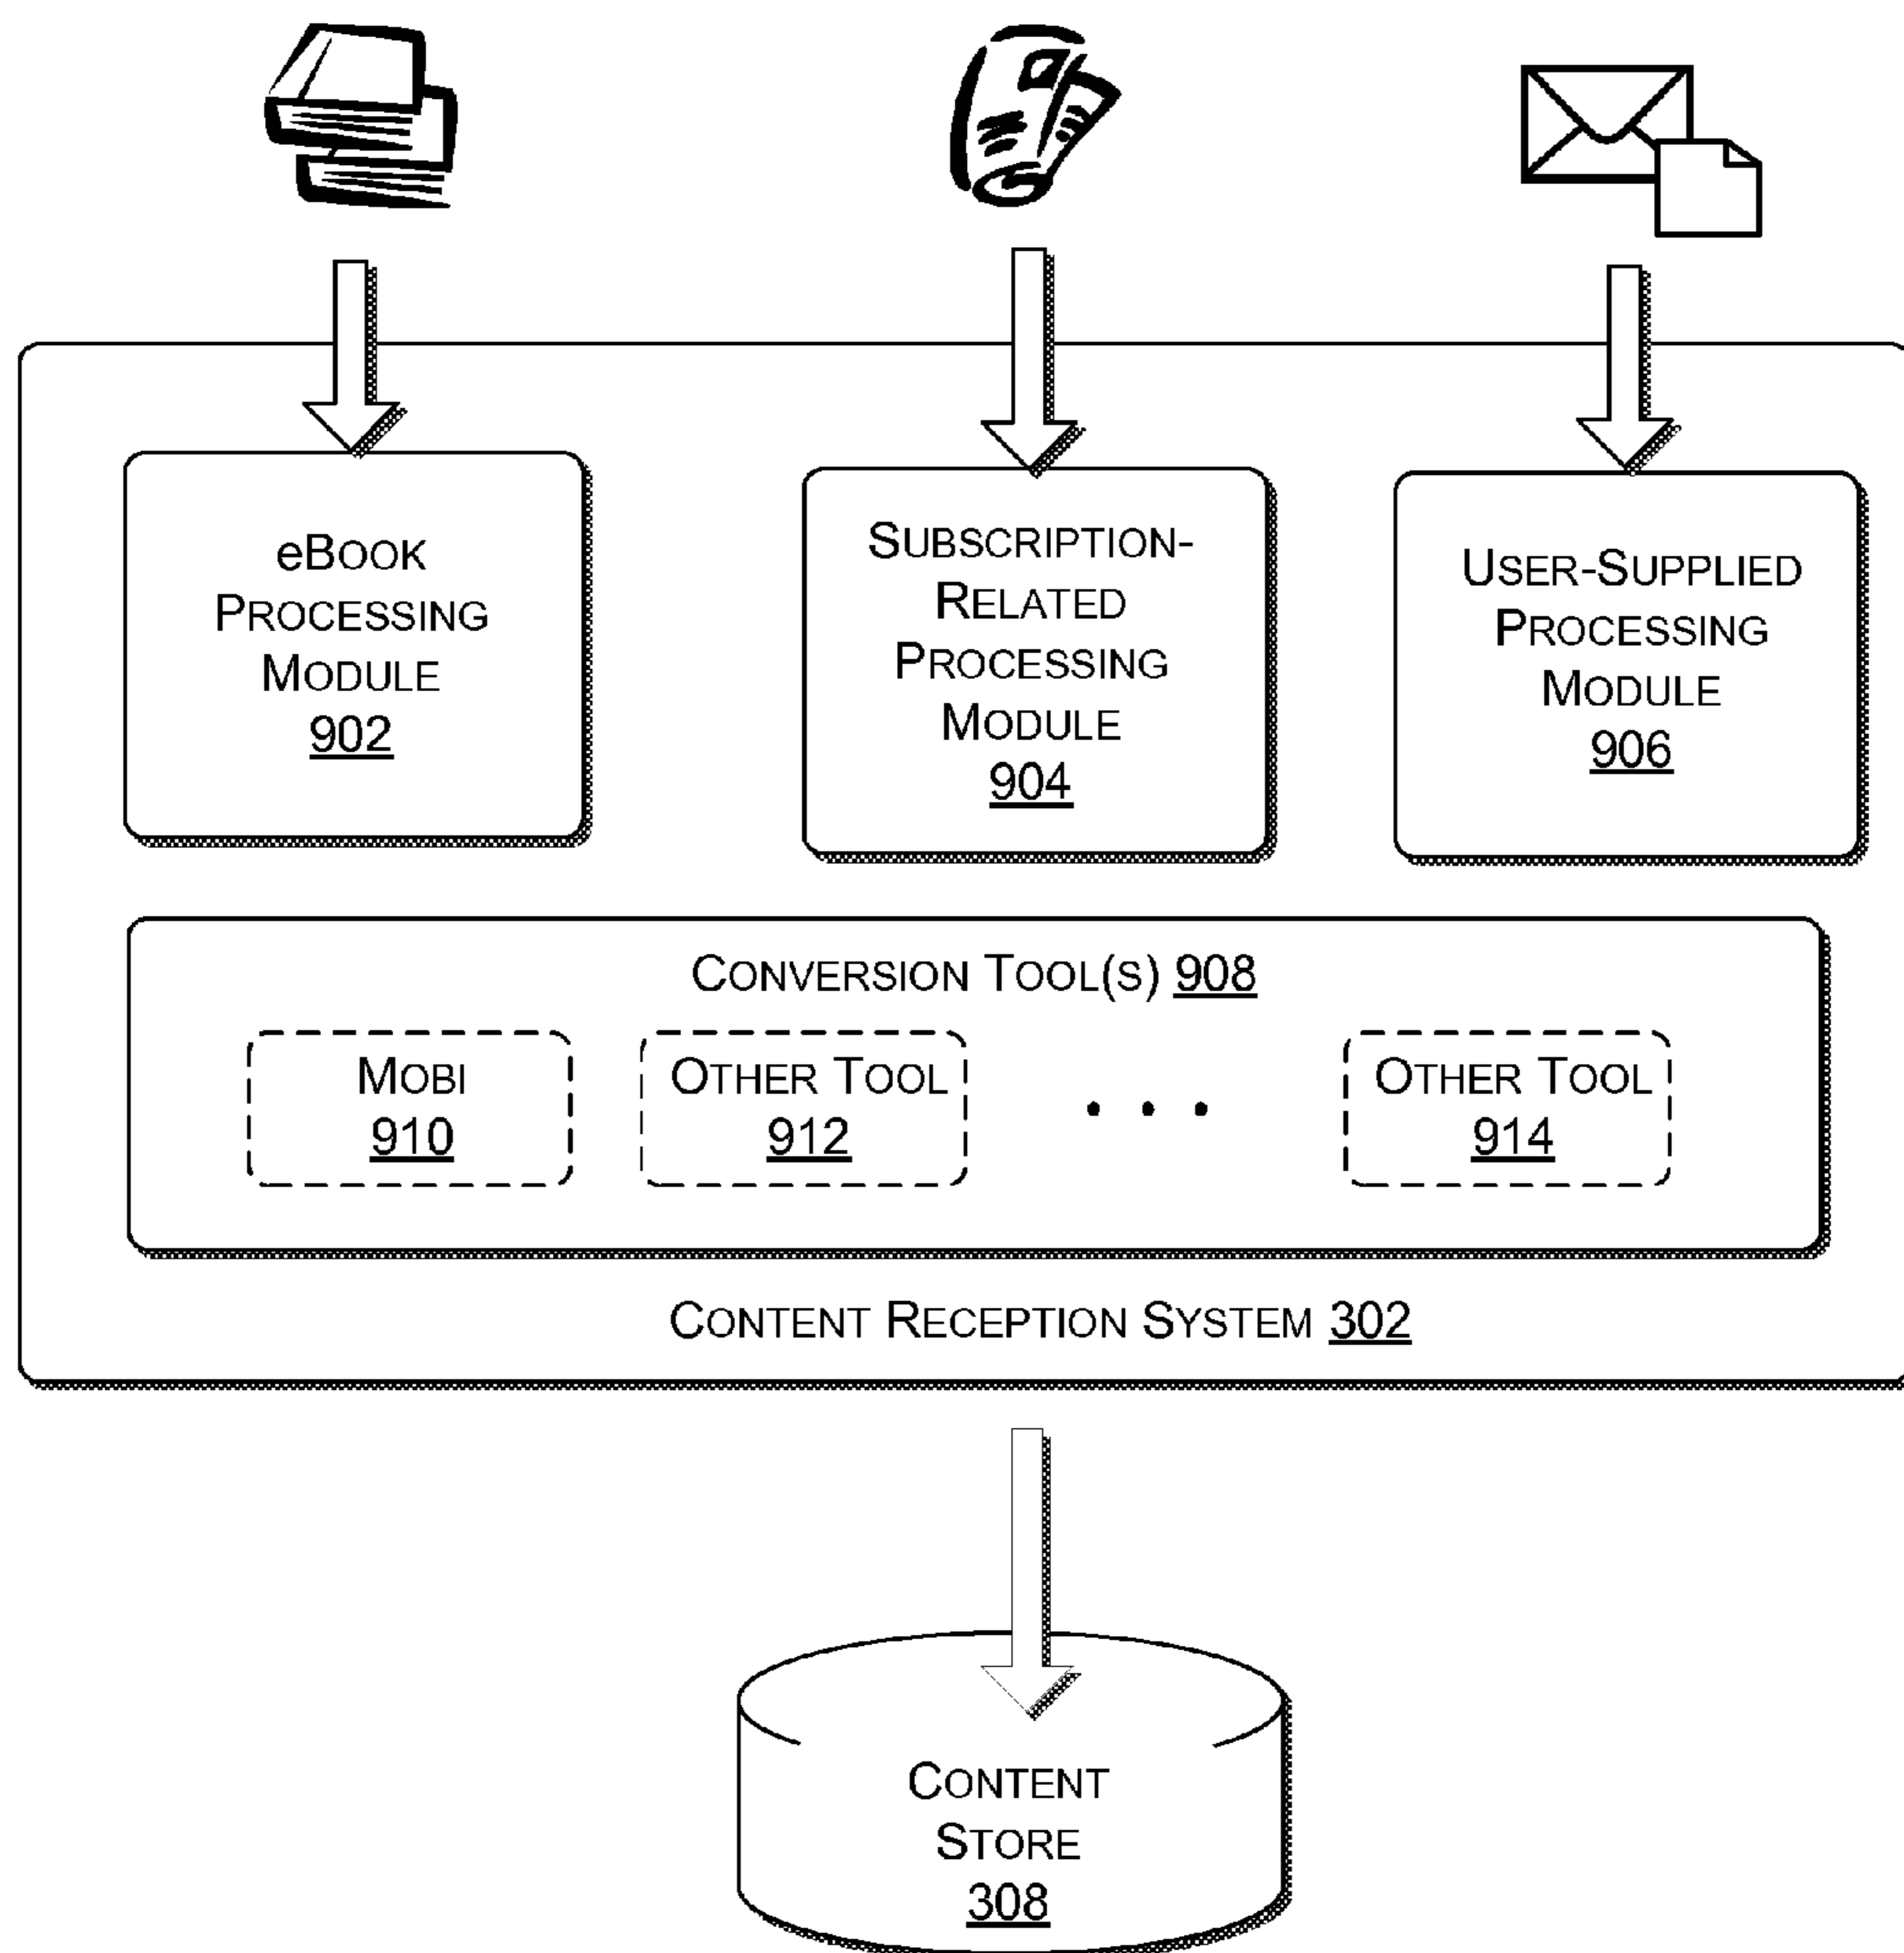 eBook
Processing
Module
902
Subscription-
Related
Processing
Module
904
User-Supplied
Processing
Module
906
Conversion Tool(s) 908
Mobi
910
Other Tool
912
• • •
Other Tool
914
Content Reception System 302
Content
Store
308